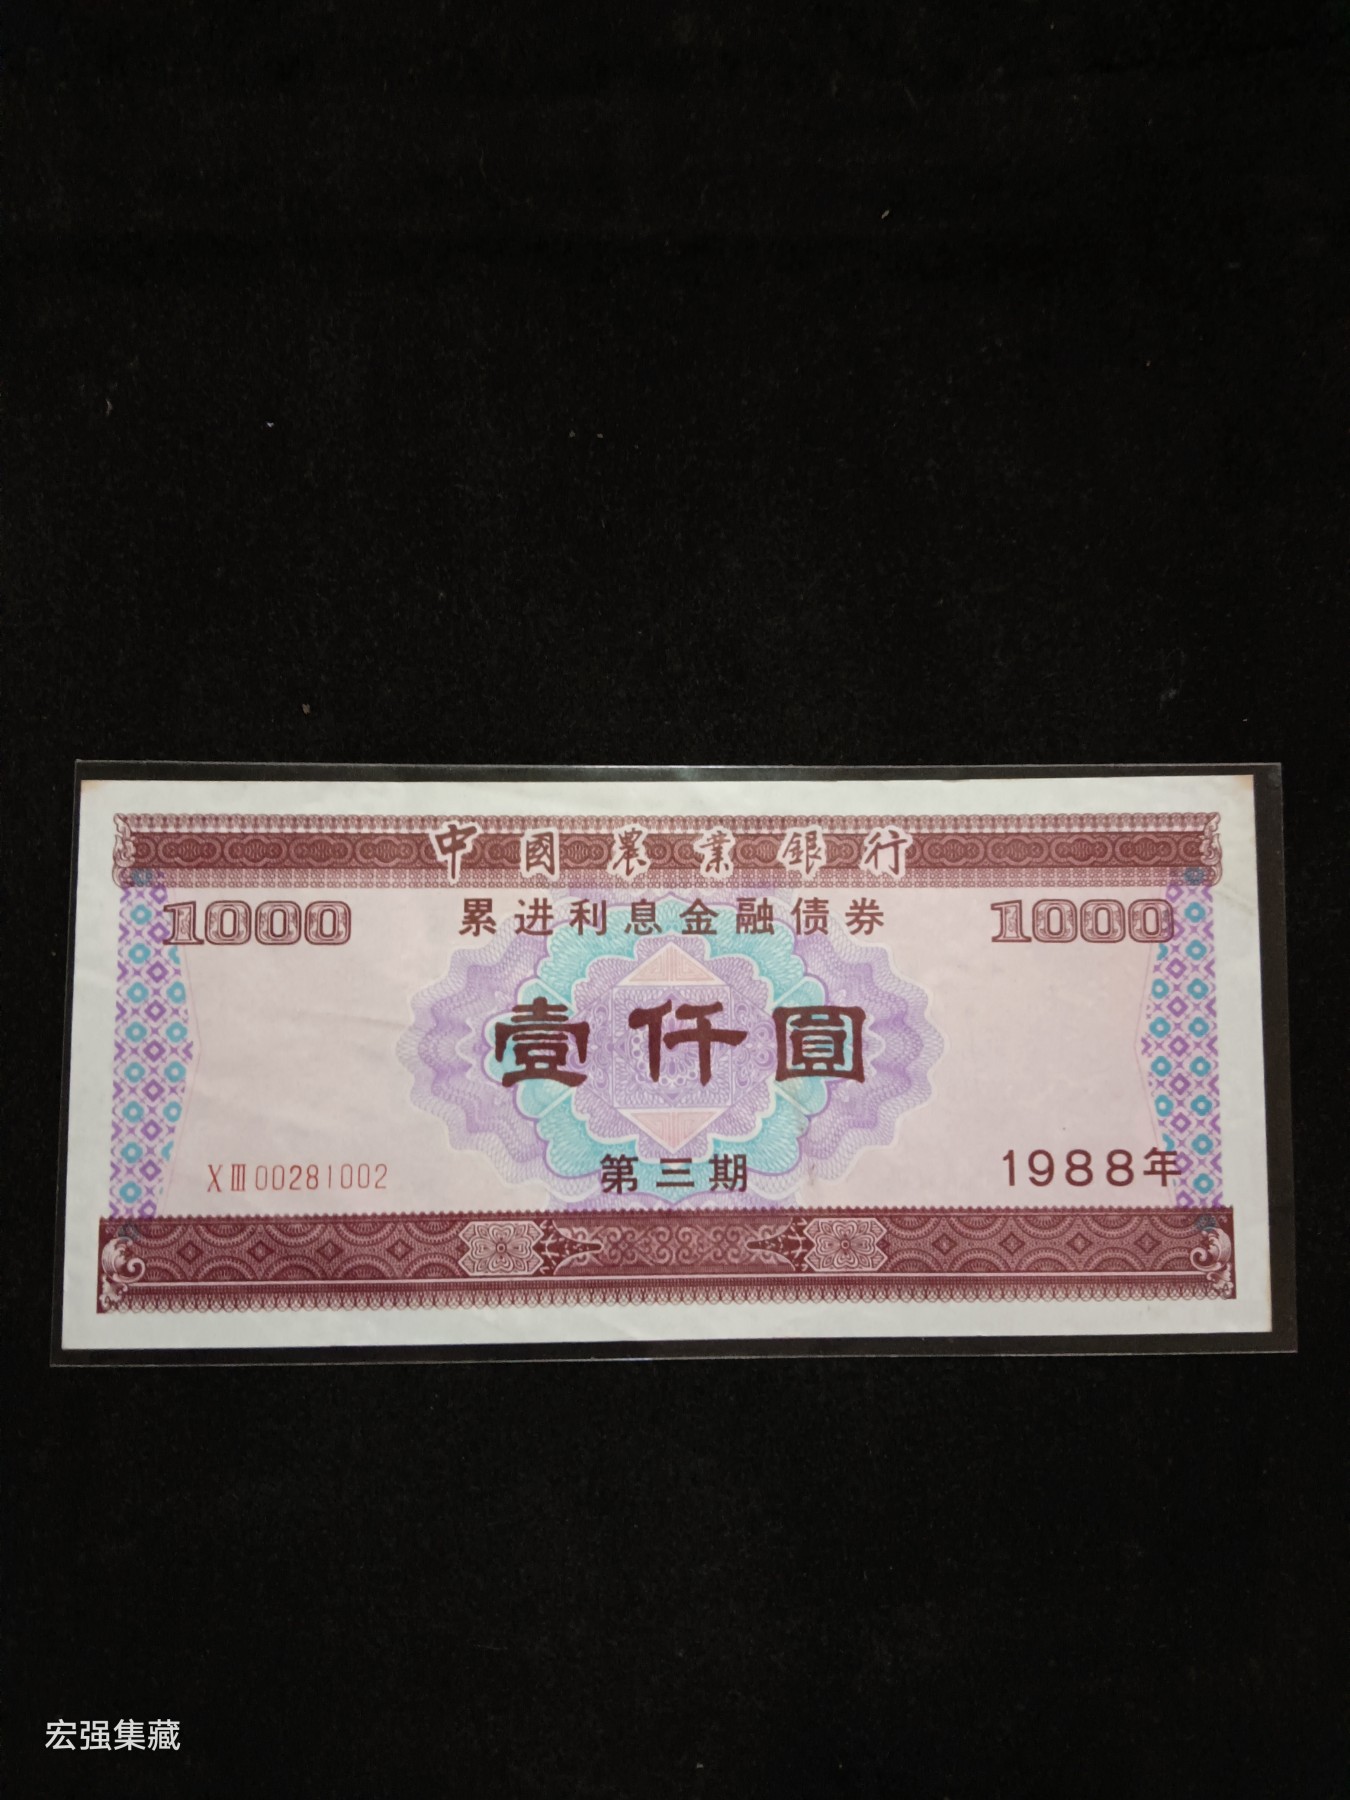 中國農業銀行
1000 累进利息金融债券 1000
壹仟圓
XⅢ00281002 第三期 1988年
宏强集藏